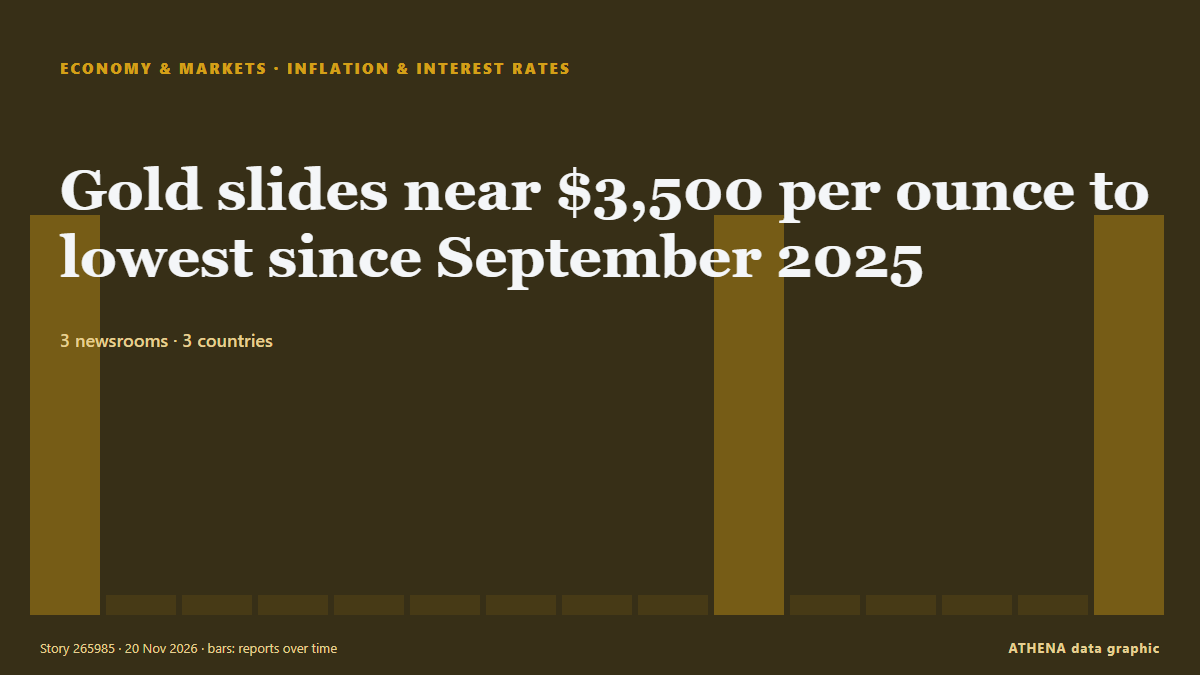 ECONOMY & MARKETS · INFLATION & INTEREST RATES
Gold slides near $3,500 per ounce to
lowest since September 2025
3 newsrooms · 3 countries
Story 265985 · 20 Nov 2026 · bars: reports over time
ATHENA data graphic